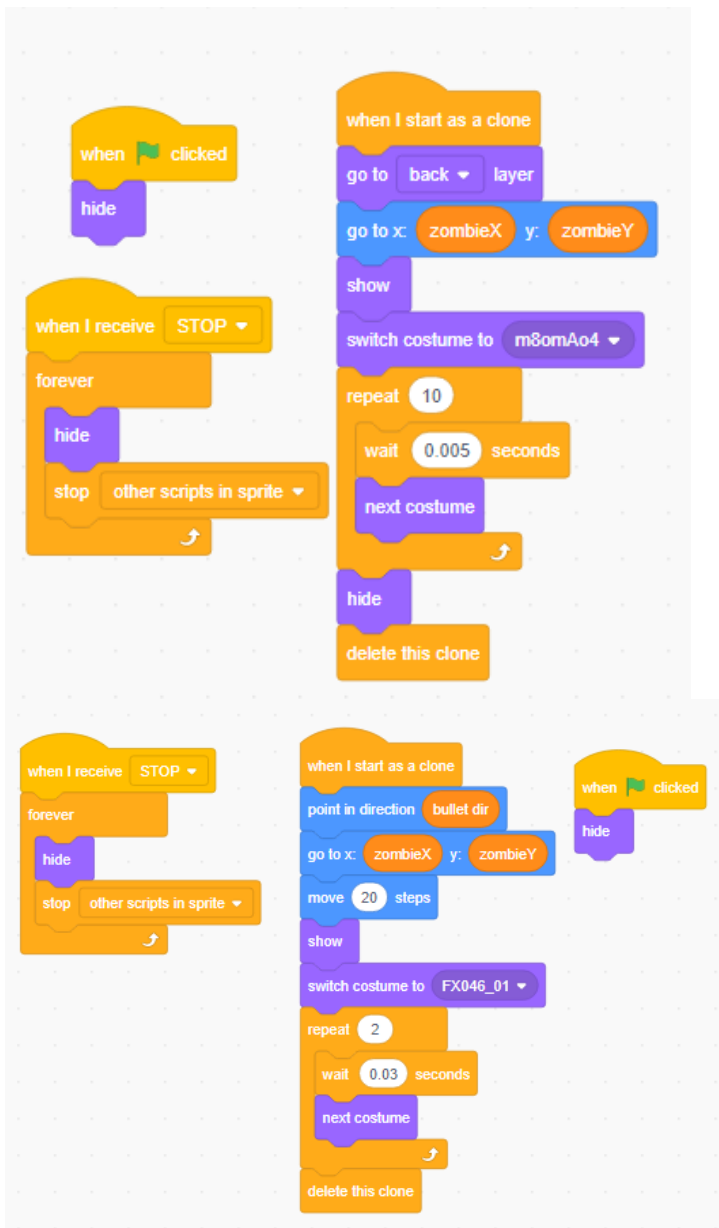 when clicked
hide
when I receive STOP
forever
hide
stop other scripts in sprite
when I start as a clone
go to back layer
go to x: zombieX y: zombieY
show
switch costume to m8omAo4
repeat 10
wait 0.005 seconds
next costume
hide
delete this clone
when I receive STOP
forever
hide
stop other scripts in sprite
when I start as a clone
point in direction bullet dir
go to x: zombieX y: zombieY
move 20 steps
show
switch costume to FX046_01
repeat 2
wait 0.03 seconds
next costume
delete this clone
when clicked
hide